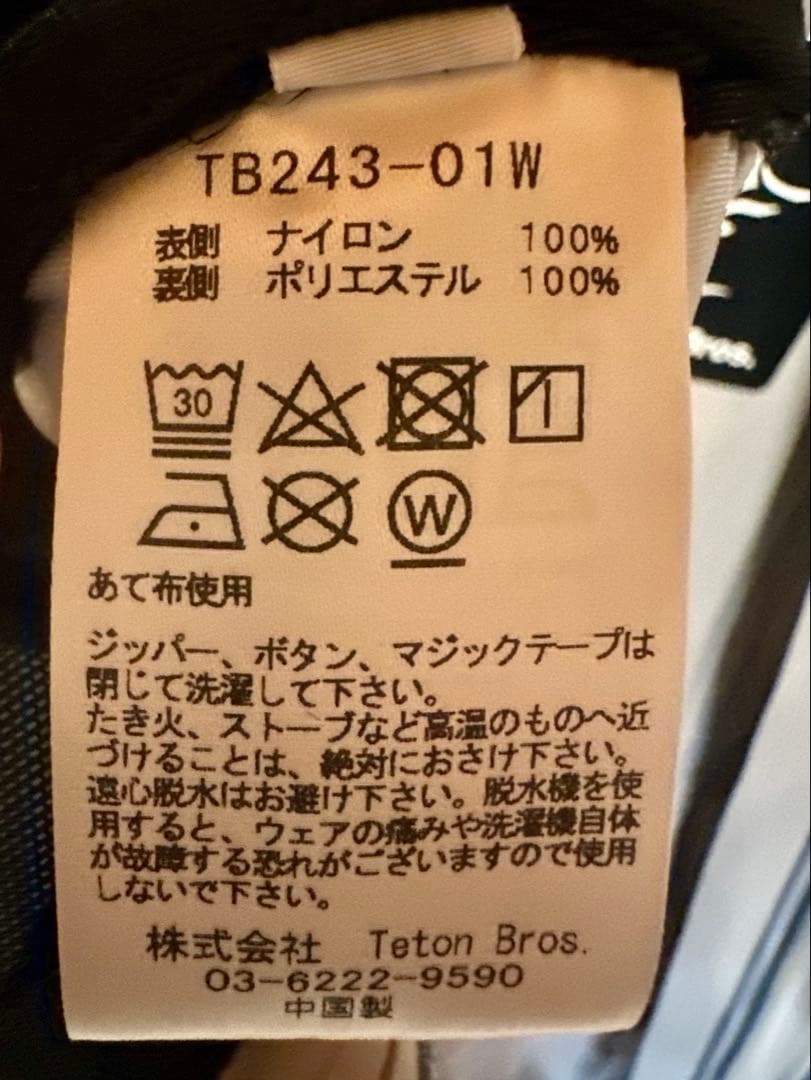 TB243-01W
表側 ナイロン 100%
裏側 ポリエステル 100%
30
W
あて布使用
ジッパー、ボタン、マジックテープは
閉じて洗濯して下さい。
たき火、ストーブなど高温のものへ近
づけることは、絶対におさけ下さい。
遠心脱水はお避け下さい。脱水機を使
用すると、ウェアの痛みや洗濯機自体
が故障する恐れがございますので使用
しないで下さい。
株式会社 Teton Bros.
03-6222-9590
中国製
Bros.